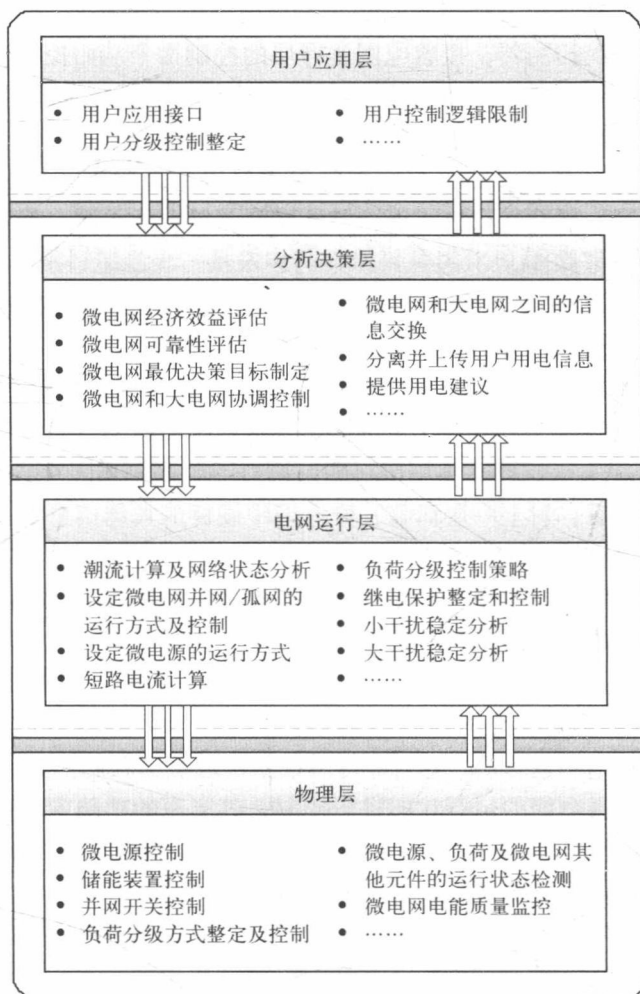 用户应用层
• 用户应用接口
• 用户分级控制整定
• 用户控制逻辑限制
• ……
分析决策层
• 微电网经济效益评估
• 微电网可靠性评估
• 微电网最优决策目标制定
• 微电网和大电网协调控制
• 微电网和大电网之间的信
息交换
• 分离并上传用户用电信息
• 提供用电建议
• ……
电网运行层
• 潮流计算及网络状态分析
• 设定微电网并网/孤网的
运行方式及控制
• 设定微电源的运行方式
• 短路电流计算
• 负荷分级控制策略
• 继电保护整定和控制
• 小干扰稳定分析
• 大干扰稳定分析
• ……
物理层
• 微电源控制
• 储能装置控制
• 并网开关控制
• 负荷分级方式整定及控制
• 微电源、负荷及微电网其
他元件的运行状态检测
• 微电网电能质量监控
• ……